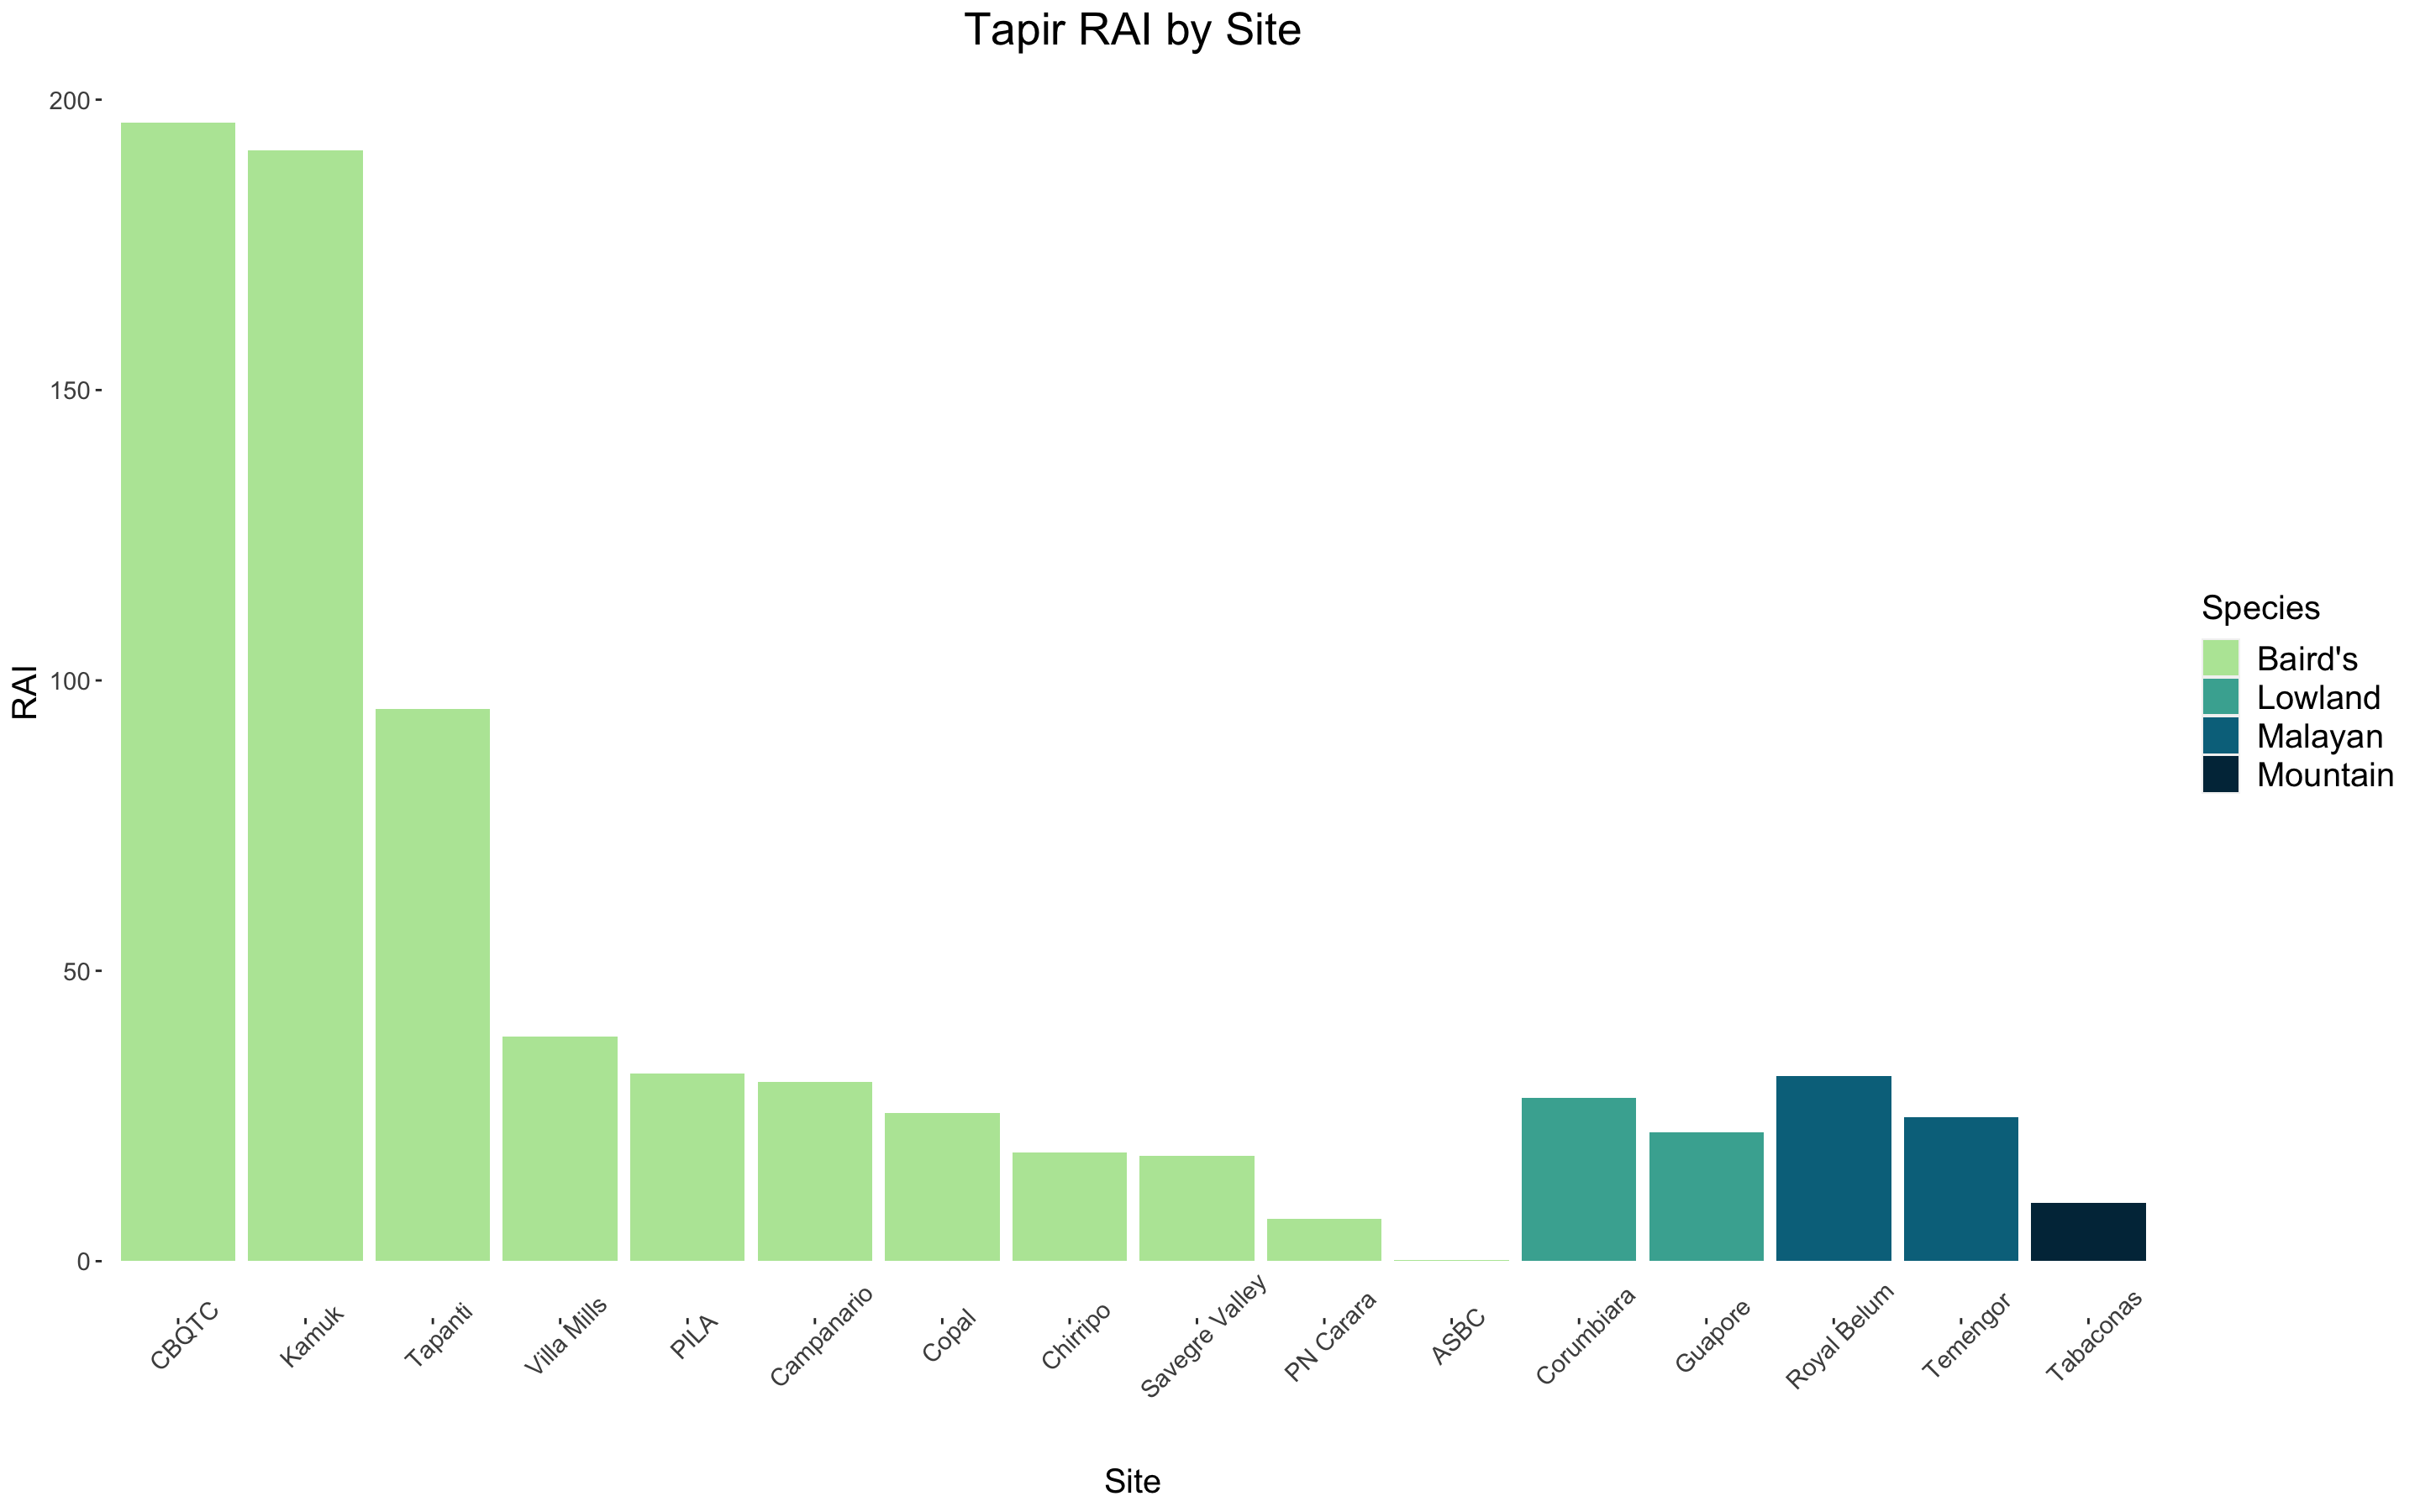 Tapir RAI by Site
200
150
100
50
0
RAI
CBQTC
Kamuk
Tapanti
Villa Mills
PILA
Campanario
Copal
Chirripo
Savegre Valley
PN Carara
ASBC
Corumbiara
Guapore
Royal Belum
Temengor
Tabaconas
Site
Species
Baird's
Lowland
Malayan
Mountain